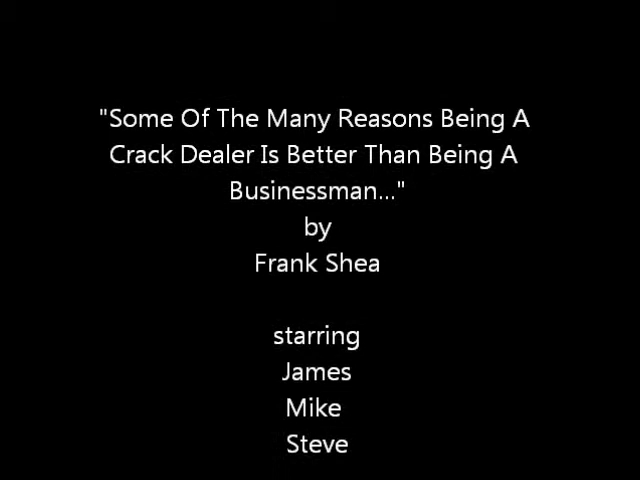 "Some Of The Many Reasons Being A
Crack Dealer Is Better Than Being A
Businessman..."
by
Frank Shea
starring
James
Mike
Steve